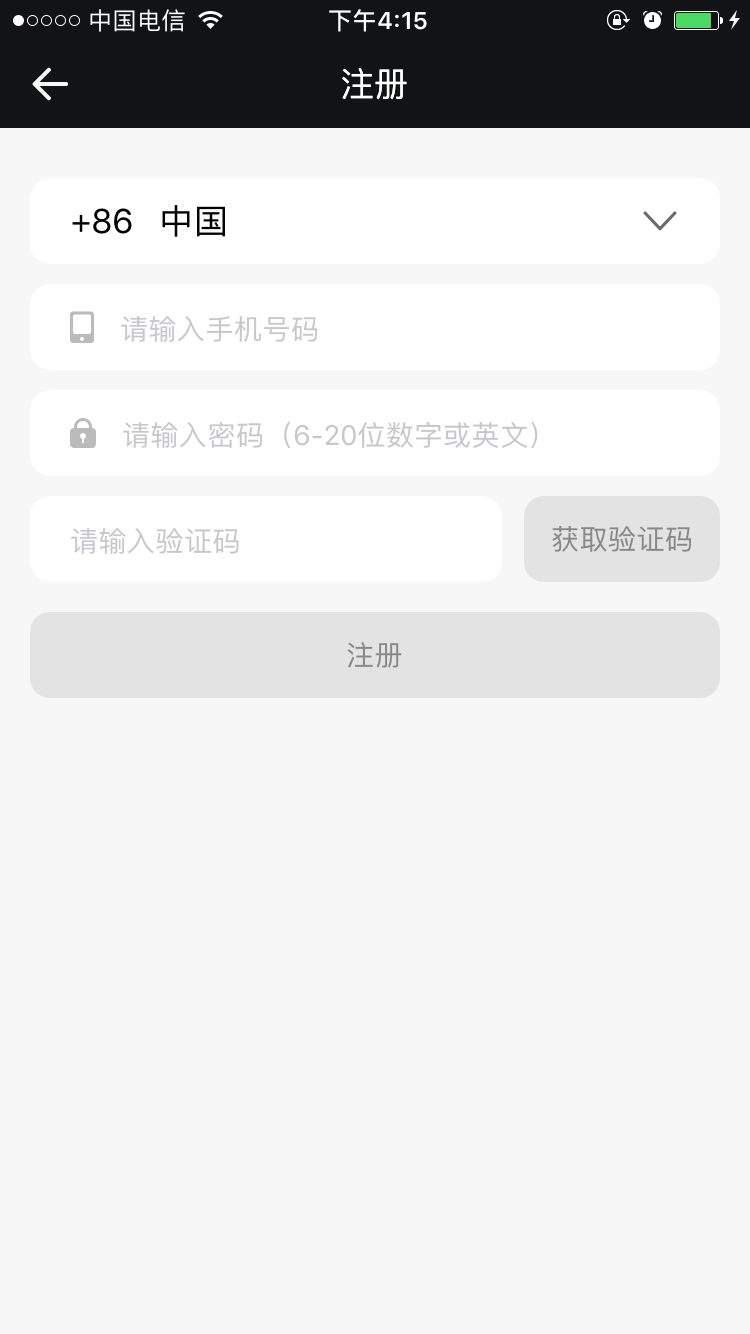 中国电信 下午4:15
注册
+86 中国
请输入手机号码
请输入密码（6-20位数字或英文）
请输入验证码 获取验证码
注册